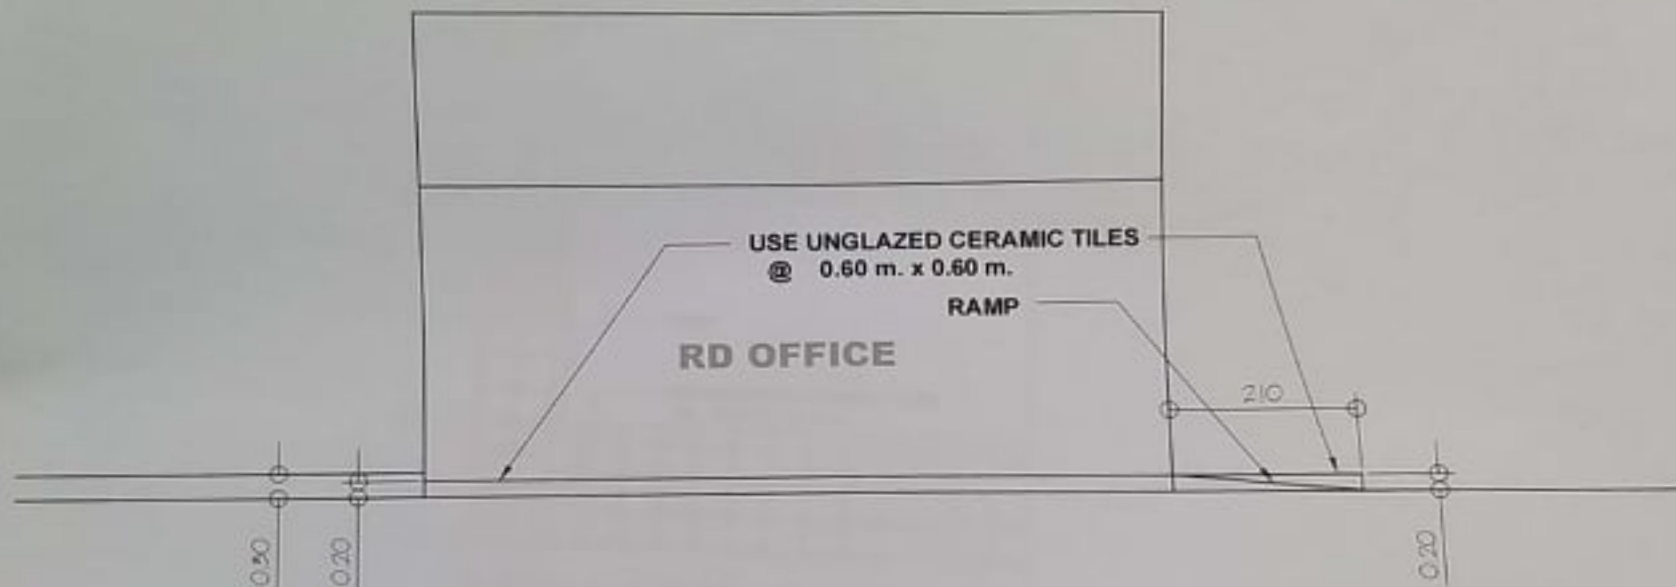 USE UNGLAZED CERAMIC TILES
@ 0.60 m. x 0.60 m.
RAMP
RD OFFICE
210
0.30
0.20
0.20